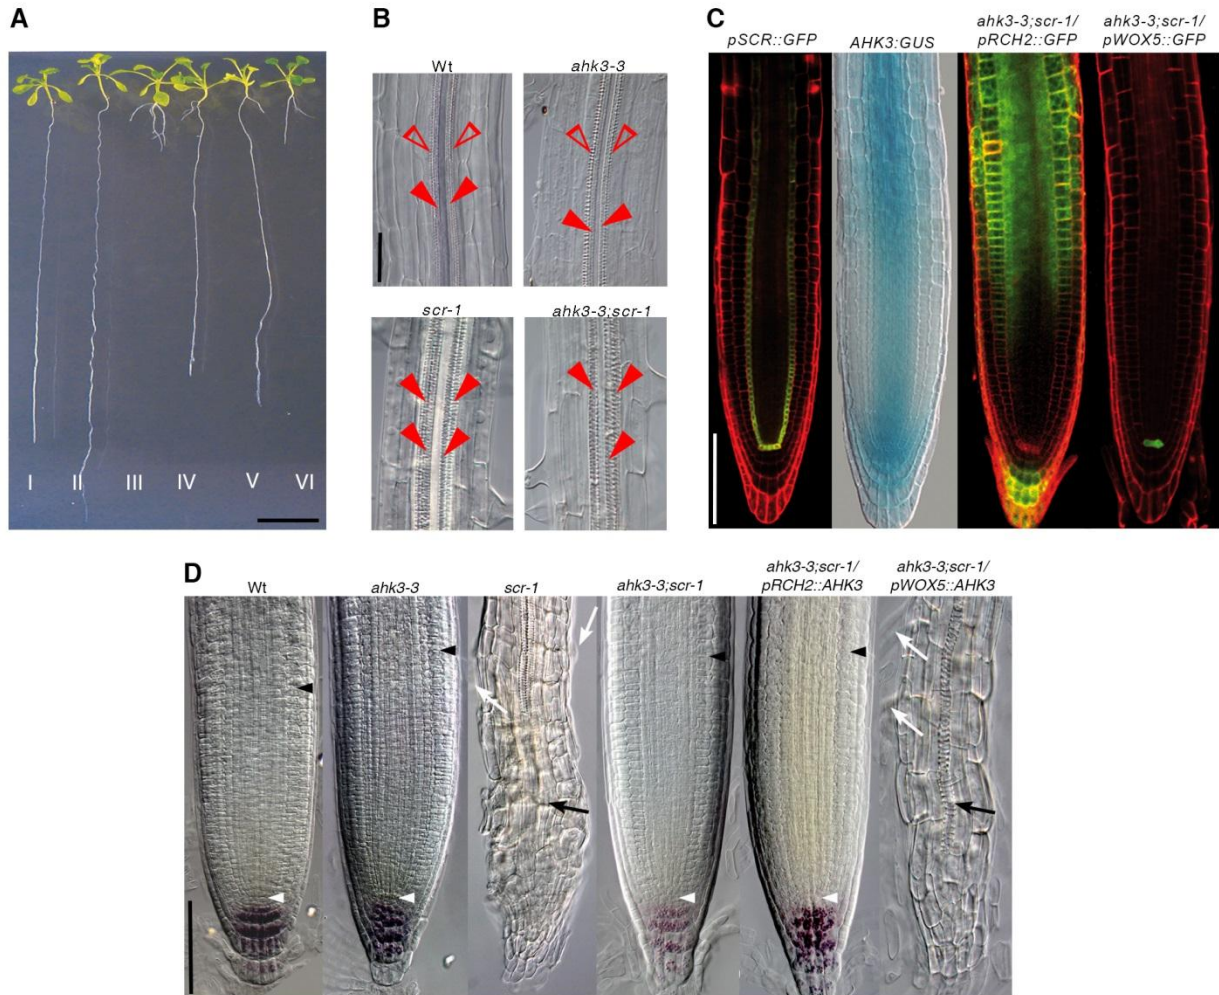 A
I II III IV V VI
B
Wt ahk3-3
scr-1 ahk3-3;scr-1
C
pSCR::GFP AHK3:GUS ahk3-3;scr-1/ ahk3-3;scr-1/
pRCH2::GFP pWOX5::GFP
D
Wt ahk3-3 scr-1 ahk3-3;scr-1 ahk3-3;scr-1/ ahk3-3;scr-1/
pRCH2::AHK3 pWOX5::AHK3